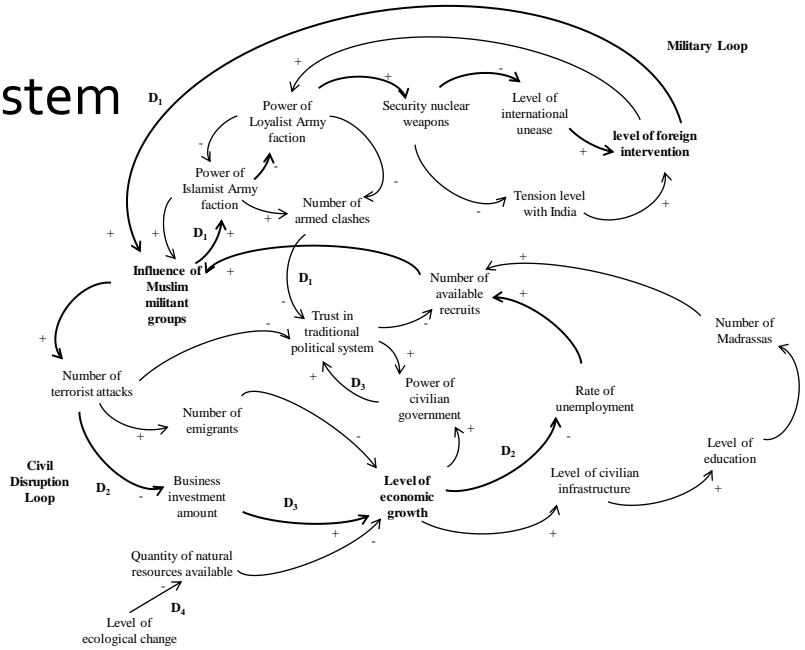 stem
Military Loop
D1
+
Power of
Loyalist Army
faction
+
Security nuclear
weapons
-
Level of
international
unease
+
level of foreign
intervention
-
Power of
Islamist Army
faction
-
-
Number of
armed clashes
+
Tension level
with India
-
+
+
+
D1
+
Influence of
Muslim
militant
groups
+
D1
-
Number of
available
recruits
+
+
Trust in
traditional
political system
-
-
+
Number of
Madrassas
+
Number of
terrorist attacks
+
D3
Power of
civilian
government
Rate of
unemployment
+
Number of
emigrants
-
+
D2
-
Level of
education
+
Civil
Disruption
Loop
D2
-
Business
investment
amount
D3
+
Level of
economic
growth
Level of civilian
infrastructure
+
-
Quantity of natural
resources available
-
D4
Level of
ecological change